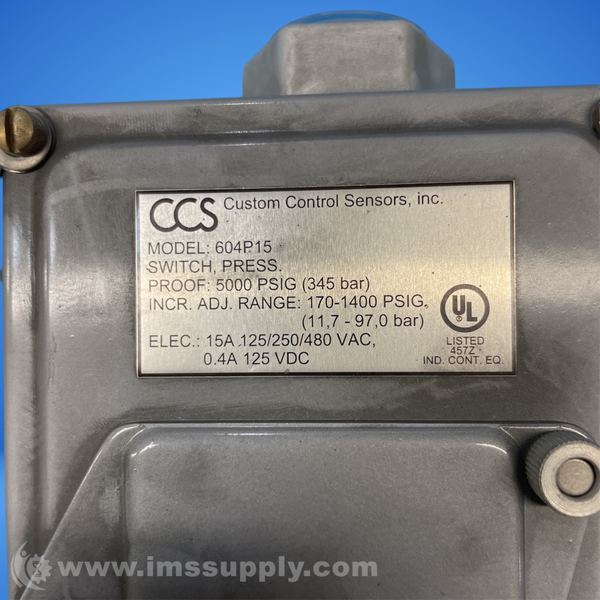 CCS Custom Control Sensors, inc.
MODEL: 604P15
SWITCH, PRESS.
PROOF: 5000 PSIG (345 bar)
INCR. ADJ. RANGE: 170-1400 PSIG,
(11,7 - 97,0 bar)
ELEC.: 15A 125/250/480 VAC,
0.4A 125 VDC
UL
LISTED
457Z
IND. CONT. EQ.
www.imssupply.com